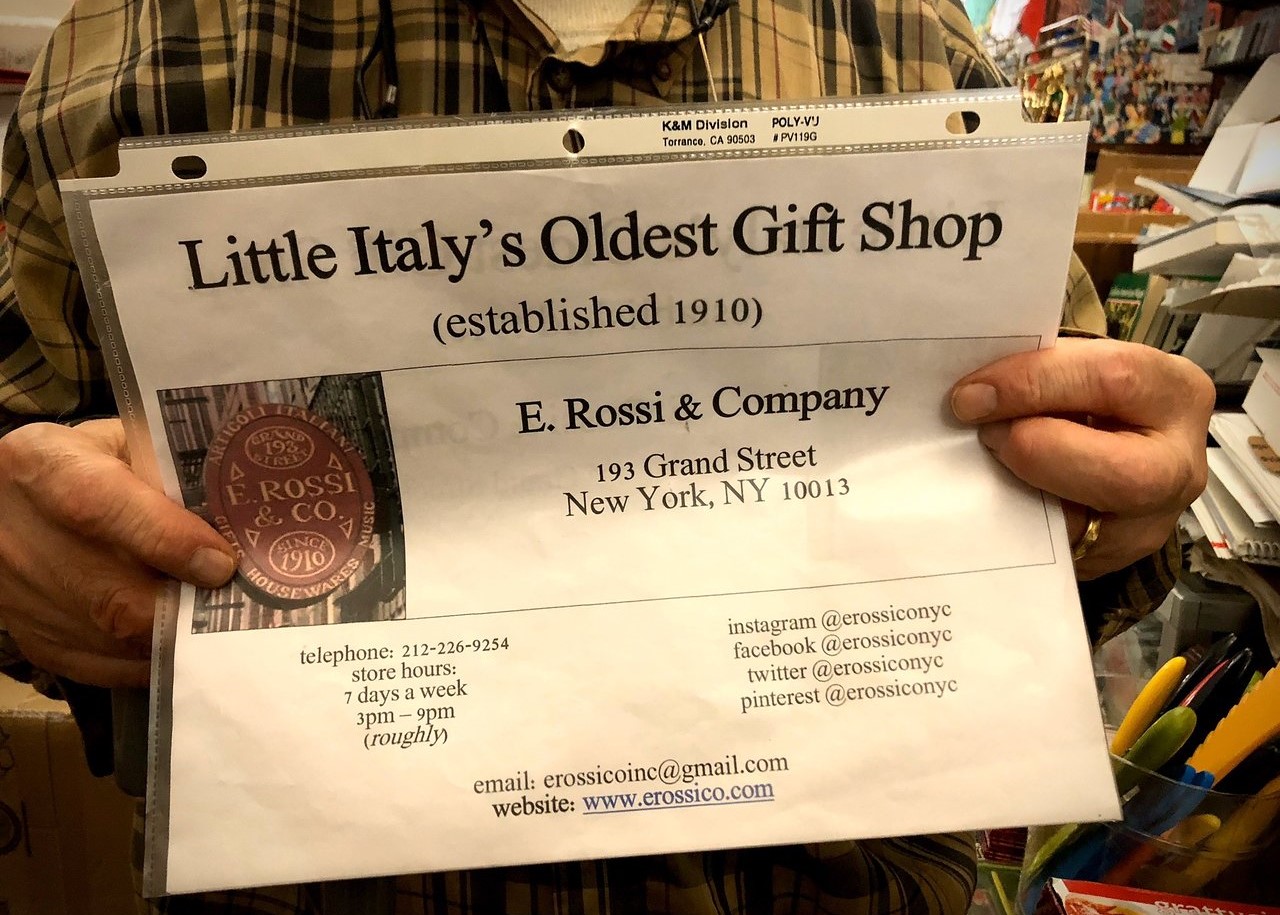 K&M Division POLY-VU
Torrance, CA 90503 # PV119G
Little Italy's Oldest Gift Shop
(established 1910)
ARTICOLI ITALIANI
GRAND
193
STREET
E. ROSSI
& CO.
SINCE
1910
GIFTS HOUSEWARES MUSIC
E. Rossi & Company
193 Grand Street
New York, NY 10013
telephone: 212-226-9254
store hours:
7 days a week
3pm – 9pm
(roughly)
instagram @erossiconyc
facebook @erossiconyc
twitter @erossiconyc
pinterest @erossiconyc
email: erossicoinc@gmail.com
website: www.erossico.com